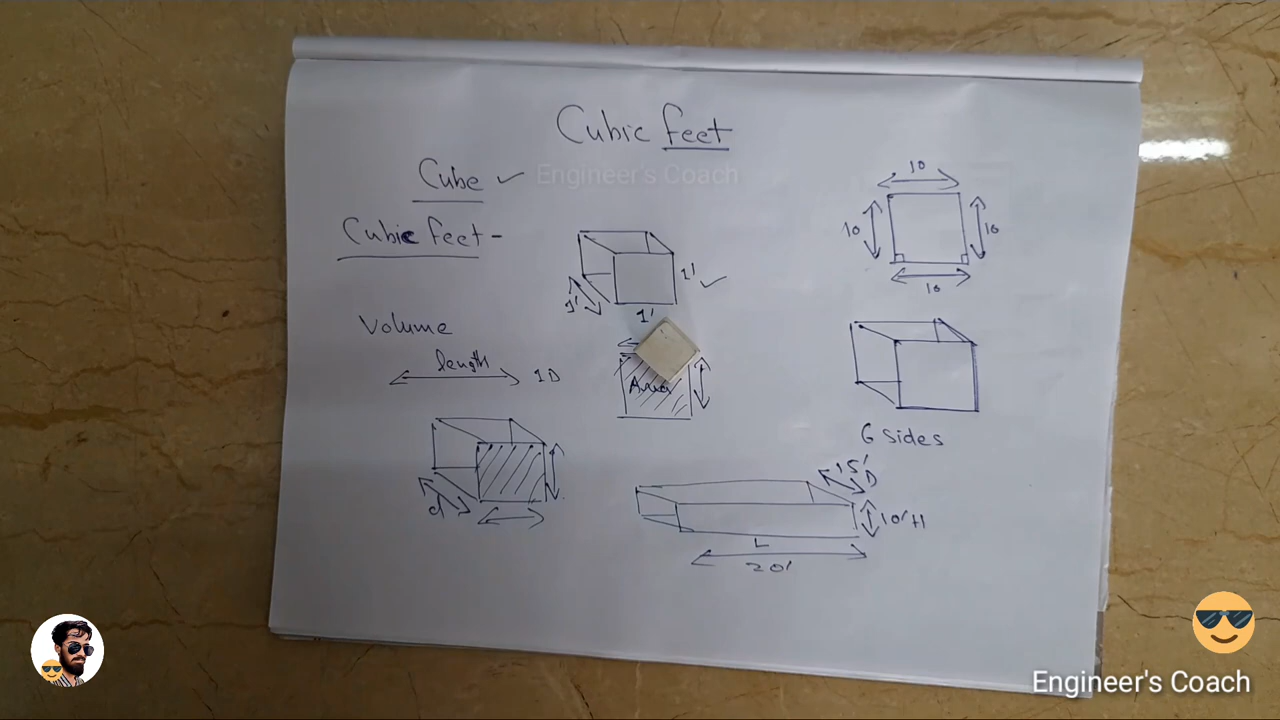 Cubic feet
Cube
Engineer's Coach
Cubic feet -
1'
1'
1'
10
10
10
10
Volume
length
1D
Area
6 sides
d
15'
D
10' H
L
20'
Engineer's Coach